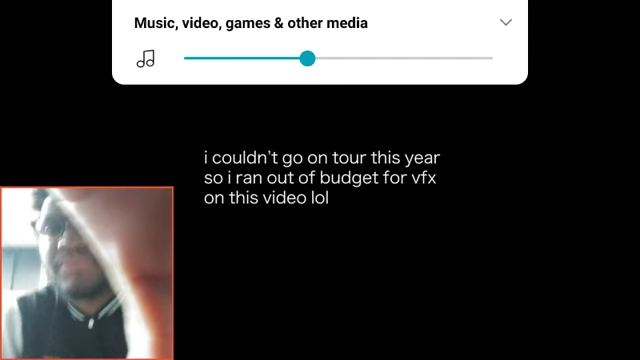 Music, video, games & other media
i couldn't go on tour this year
so i ran out of budget for vfx
on this video lol